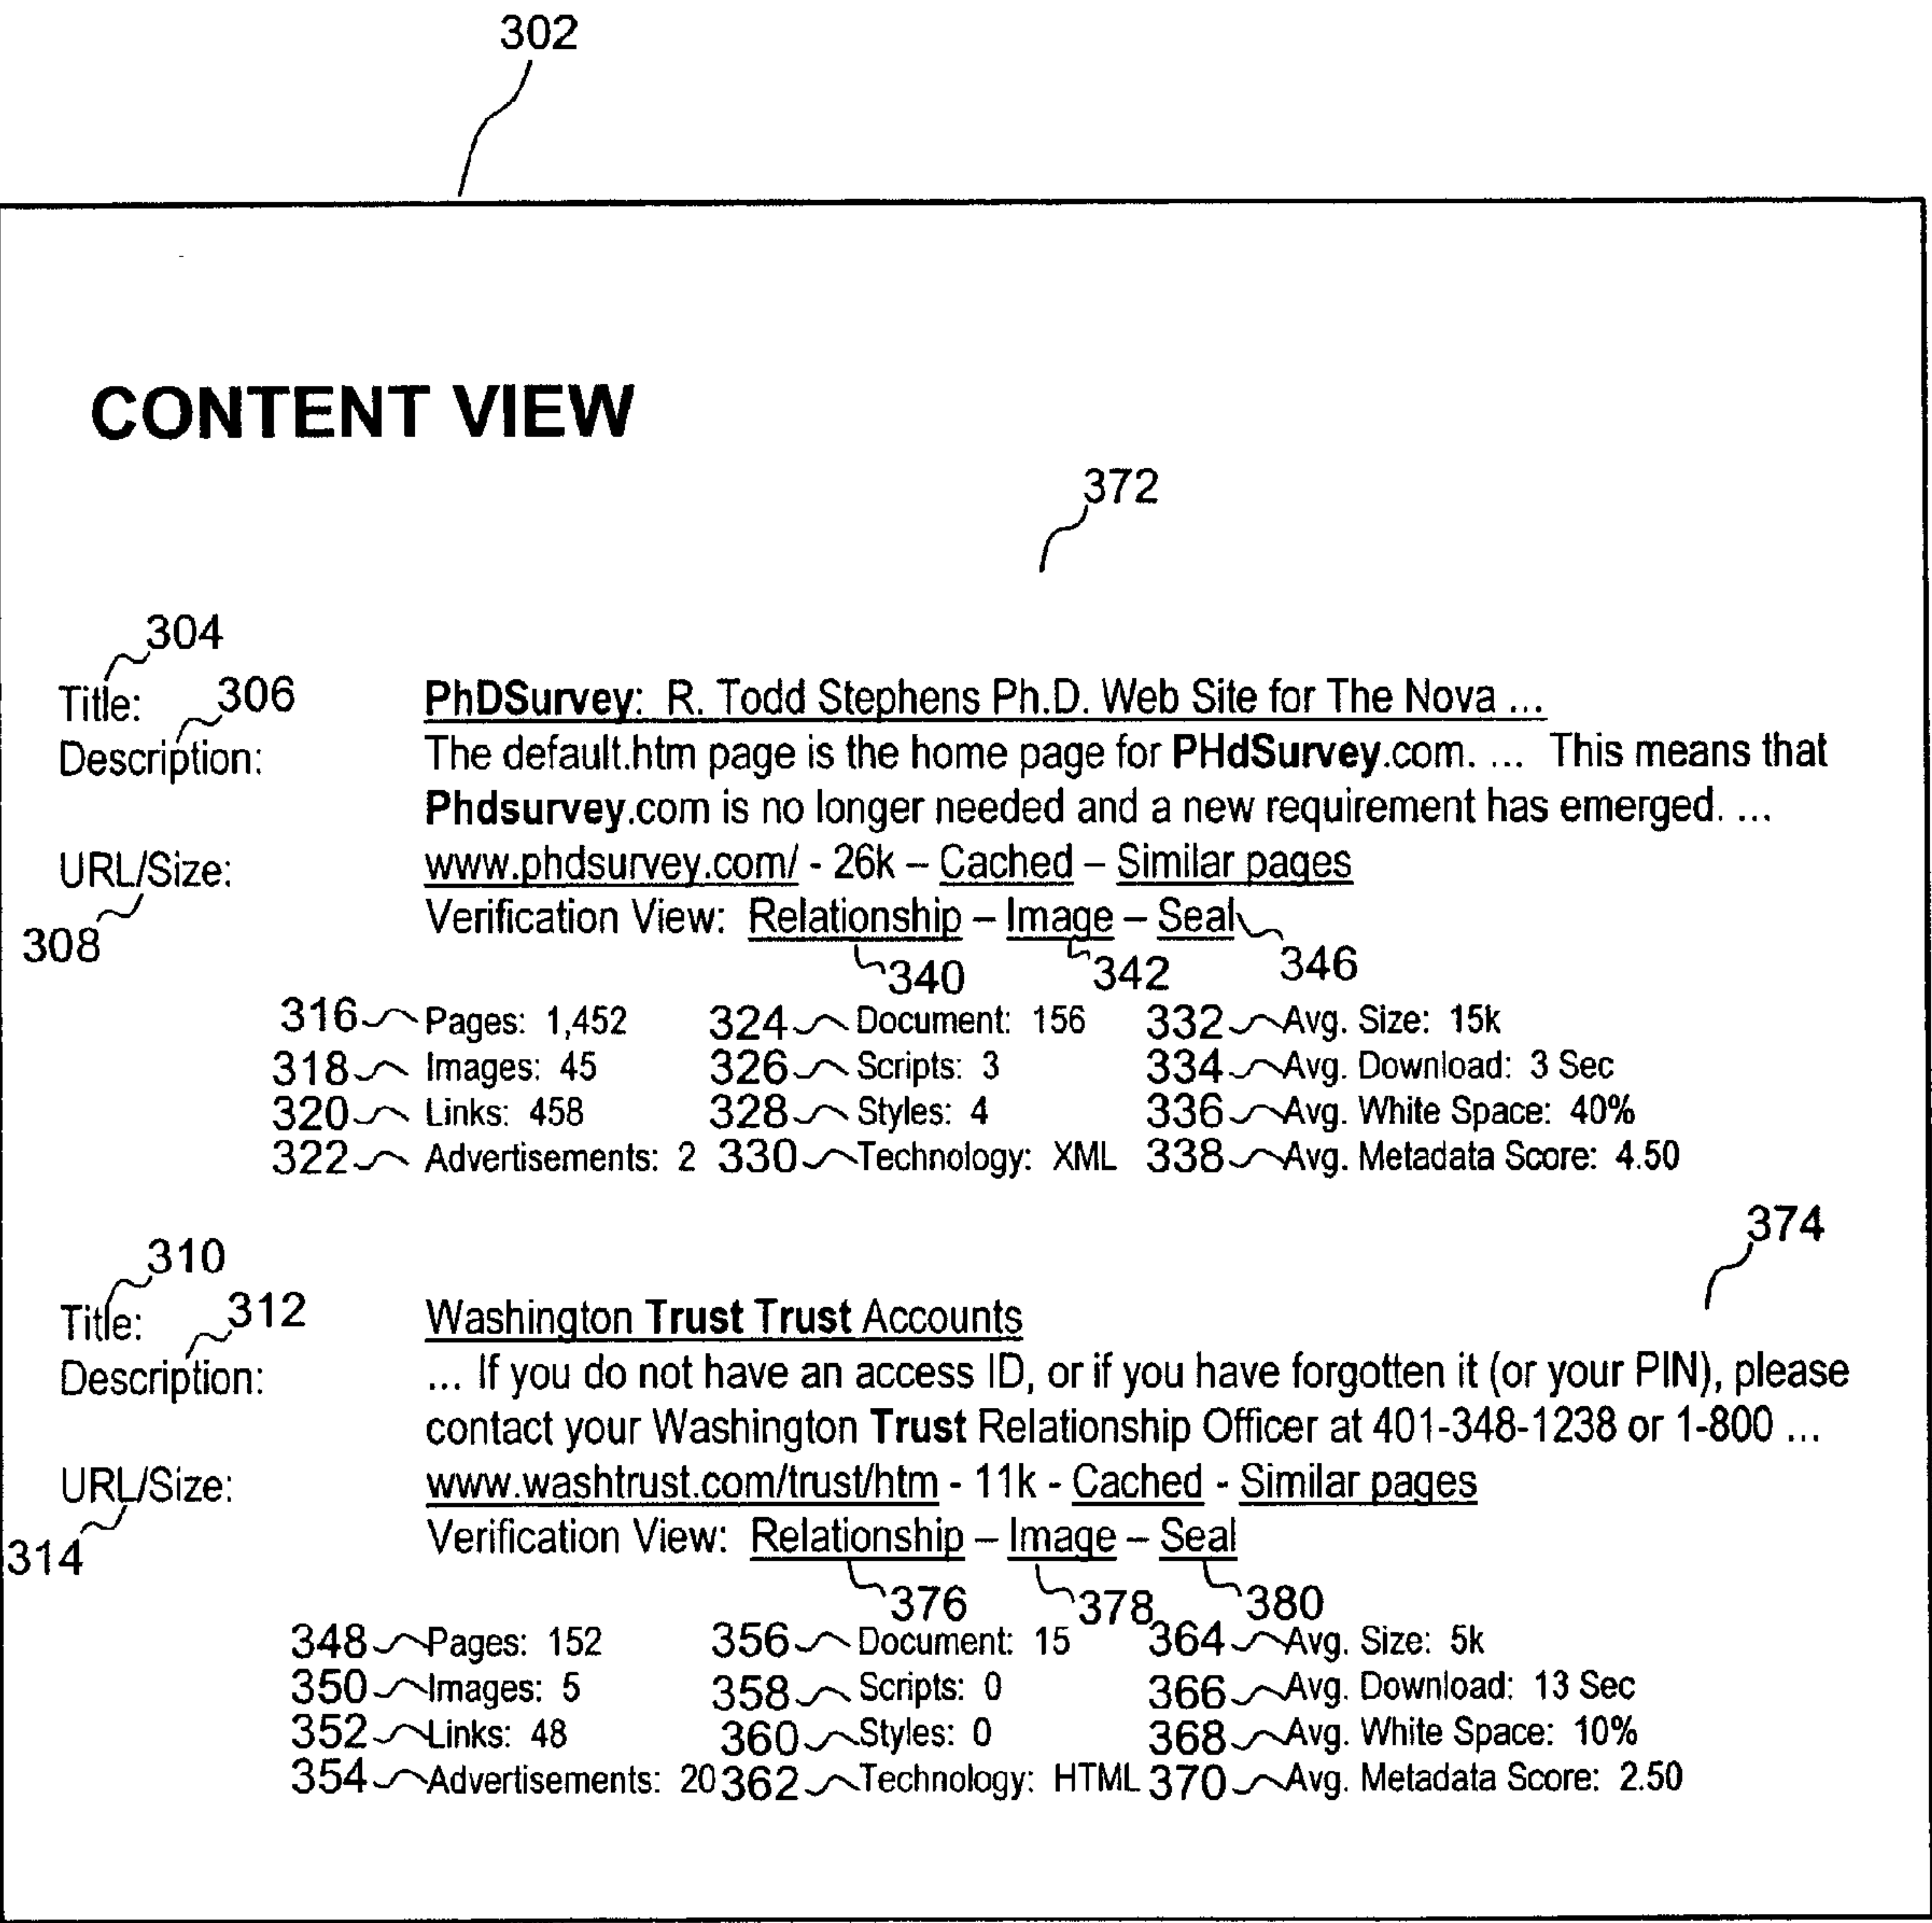 302
CONTENT VIEW
372
304
Title: 306 PhDSurvey: R. Todd Stephens Ph.D. Web Site for The Nova ...
Description: The default.htm page is the home page for PHdSurvey.com. ... This means that
Phdsurvey.com is no longer needed and a new requirement has emerged. ...
URL/Size: www.phdsurvey.com/ - 26k – Cached – Similar pages
308 Verification View: Relationship – Image – Seal
340 342 346
316 Pages: 1,452 324 Document: 156 332 Avg. Size: 15k
318 Images: 45 326 Scripts: 3 334 Avg. Download: 3 Sec
320 Links: 458 328 Styles: 4 336 Avg. White Space: 40%
322 Advertisements: 2 330 Technology: XML 338 Avg. Metadata Score: 4.50
374
310
Title: 312 Washington Trust Trust Accounts
Description: ... If you do not have an access ID, or if you have forgotten it (or your PIN), please
contact your Washington Trust Relationship Officer at 401-348-1238 or 1-800 ...
URL/Size: www.washtrust.com/trust/htm - 11k - Cached - Similar pages
314 Verification View: Relationship – Image – Seal
376 378 380
348 Pages: 152 356 Document: 15 364 Avg. Size: 5k
350 Images: 5 358 Scripts: 0 366 Avg. Download: 13 Sec
352 Links: 48 360 Styles: 0 368 Avg. White Space: 10%
354 Advertisements: 20 362 Technology: HTML 370 Avg. Metadata Score: 2.50